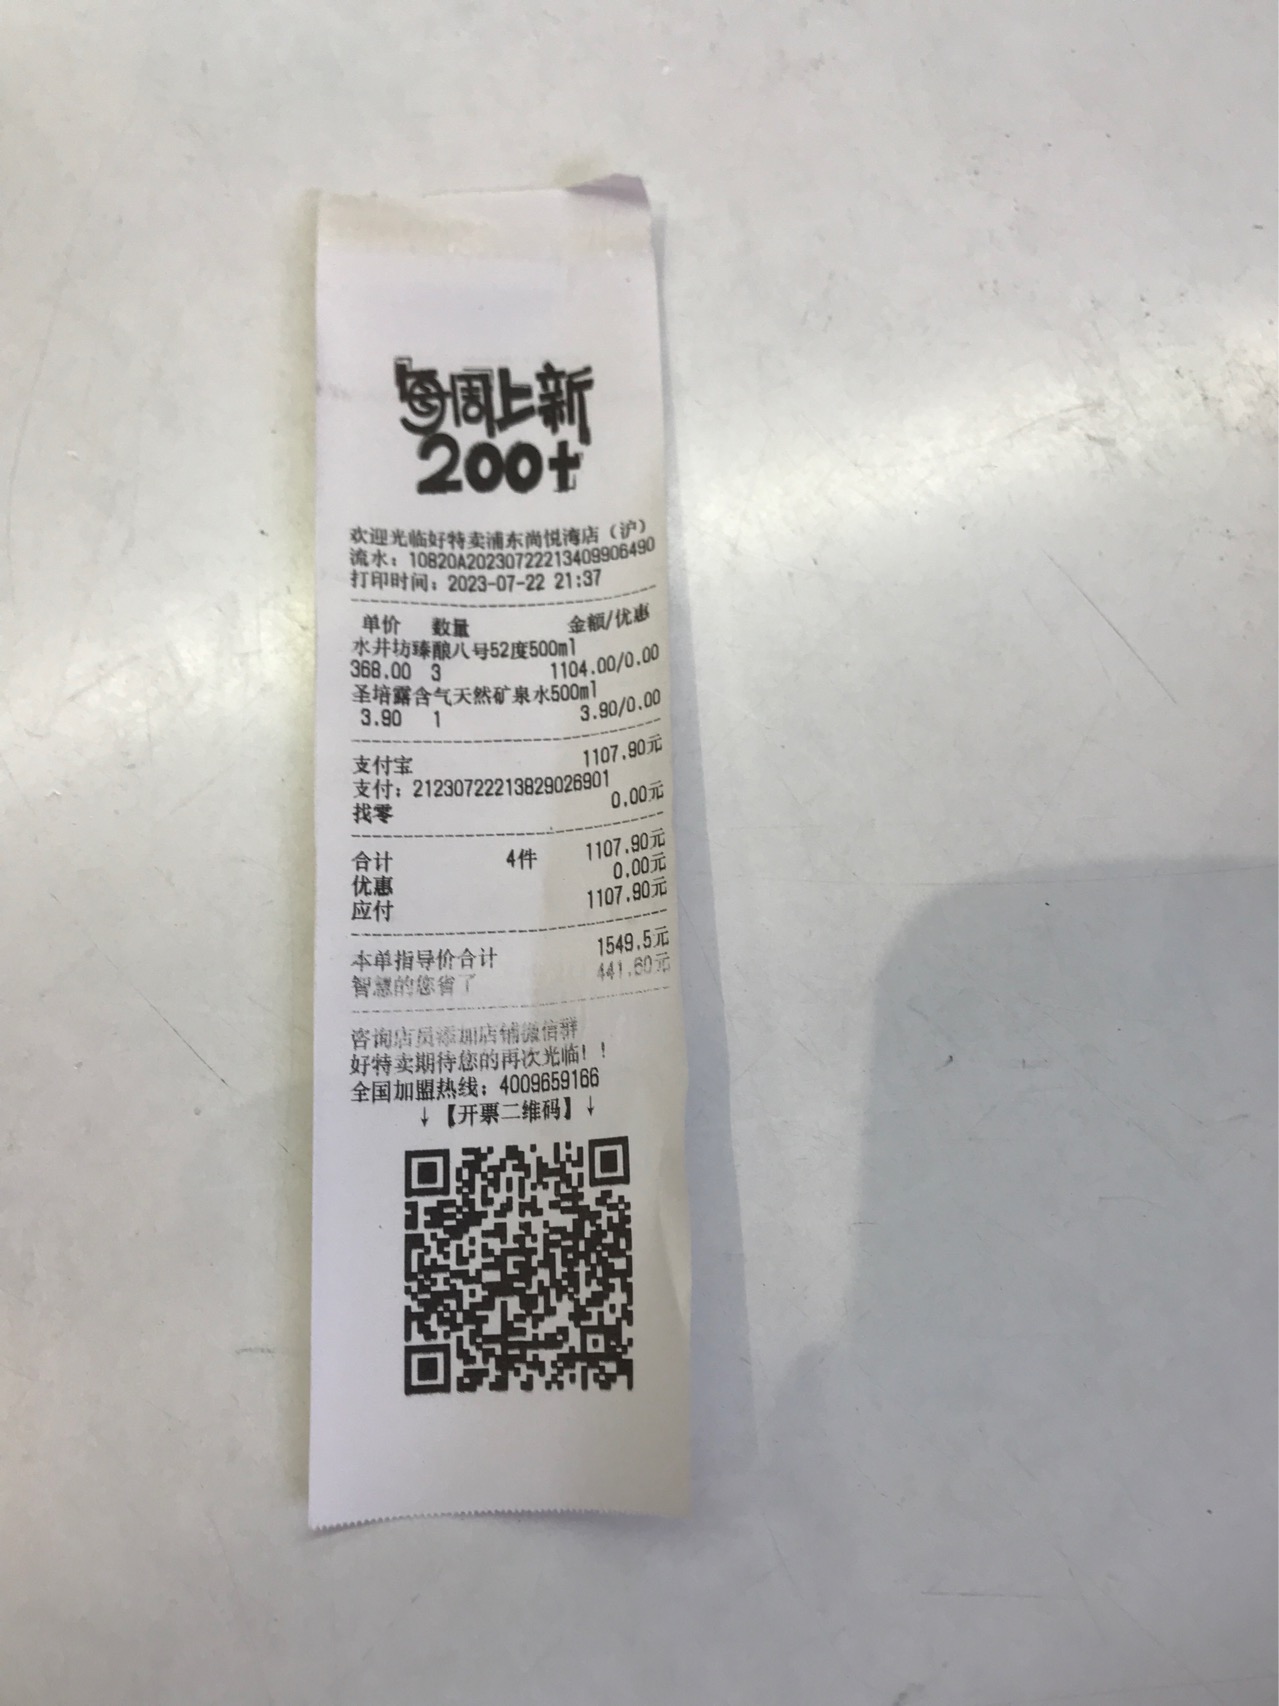 『每周上新
200+』
欢迎光临好特卖浦东尚悦湾店（沪）
流水：10820A20230722213409906490
打印时间：2023-07-22 21:37
单价 数量 金额/优惠
水井坊臻酿八号52度500ml
368.00 3 1104.00/0.00
圣培露含气天然矿泉水500ml
3.90 1 3.90/0.00
支付宝 1107.90元
支付：21230722213829026901
找零 0.00元
合计 4件 1107.90元
优惠 0.00元
应付 1107.90元
本单指导价合计 1549.5元
智慧的您省了 441.60元
咨询店员添加店铺微信群
好特卖期待您的再次光临！！
全国加盟热线：4009659166
↓【开票二维码】↓